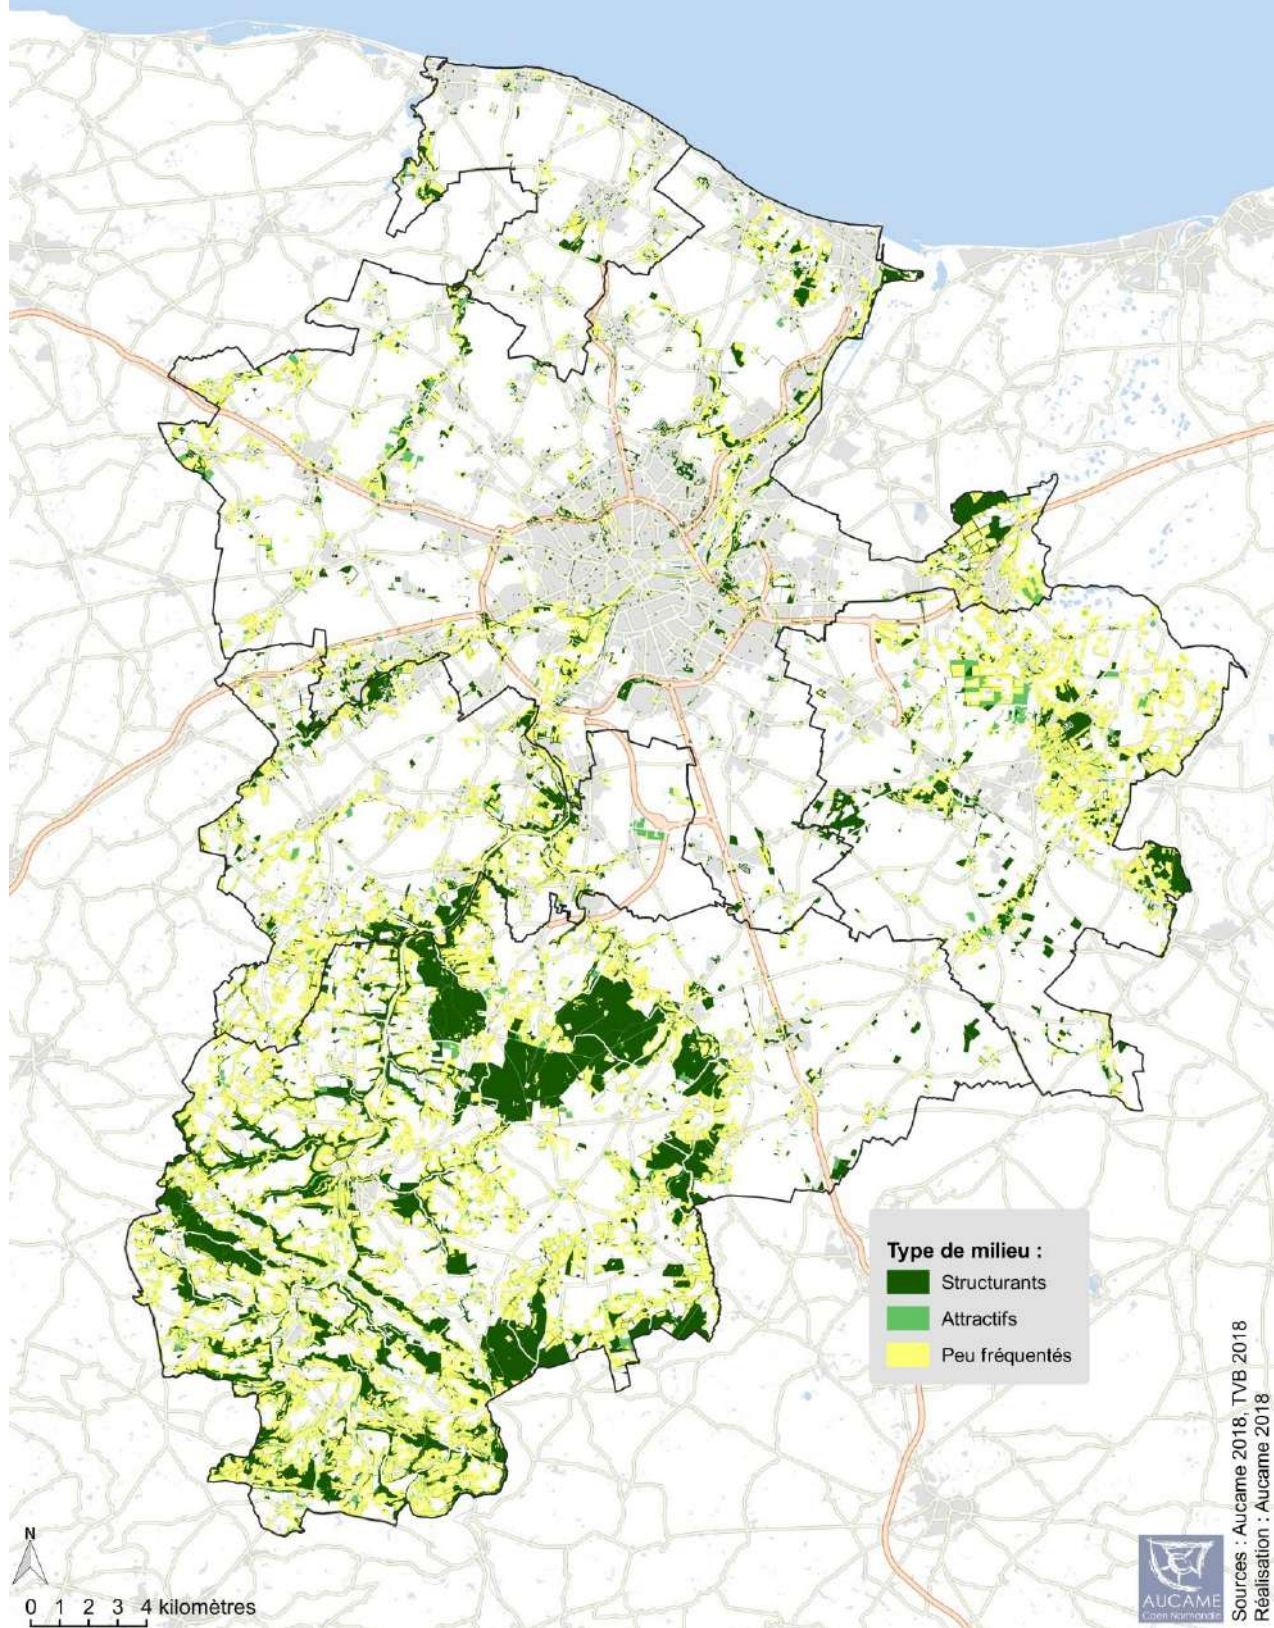 Type de milieu :
Structurants
Attractifs
Peu fréquentés
N
0 1 2 3 4 kilomètres
AUCAME
Caen Normandie
Sources : Aucame 2018, TVB 2018
Réalisation : Aucame 2018